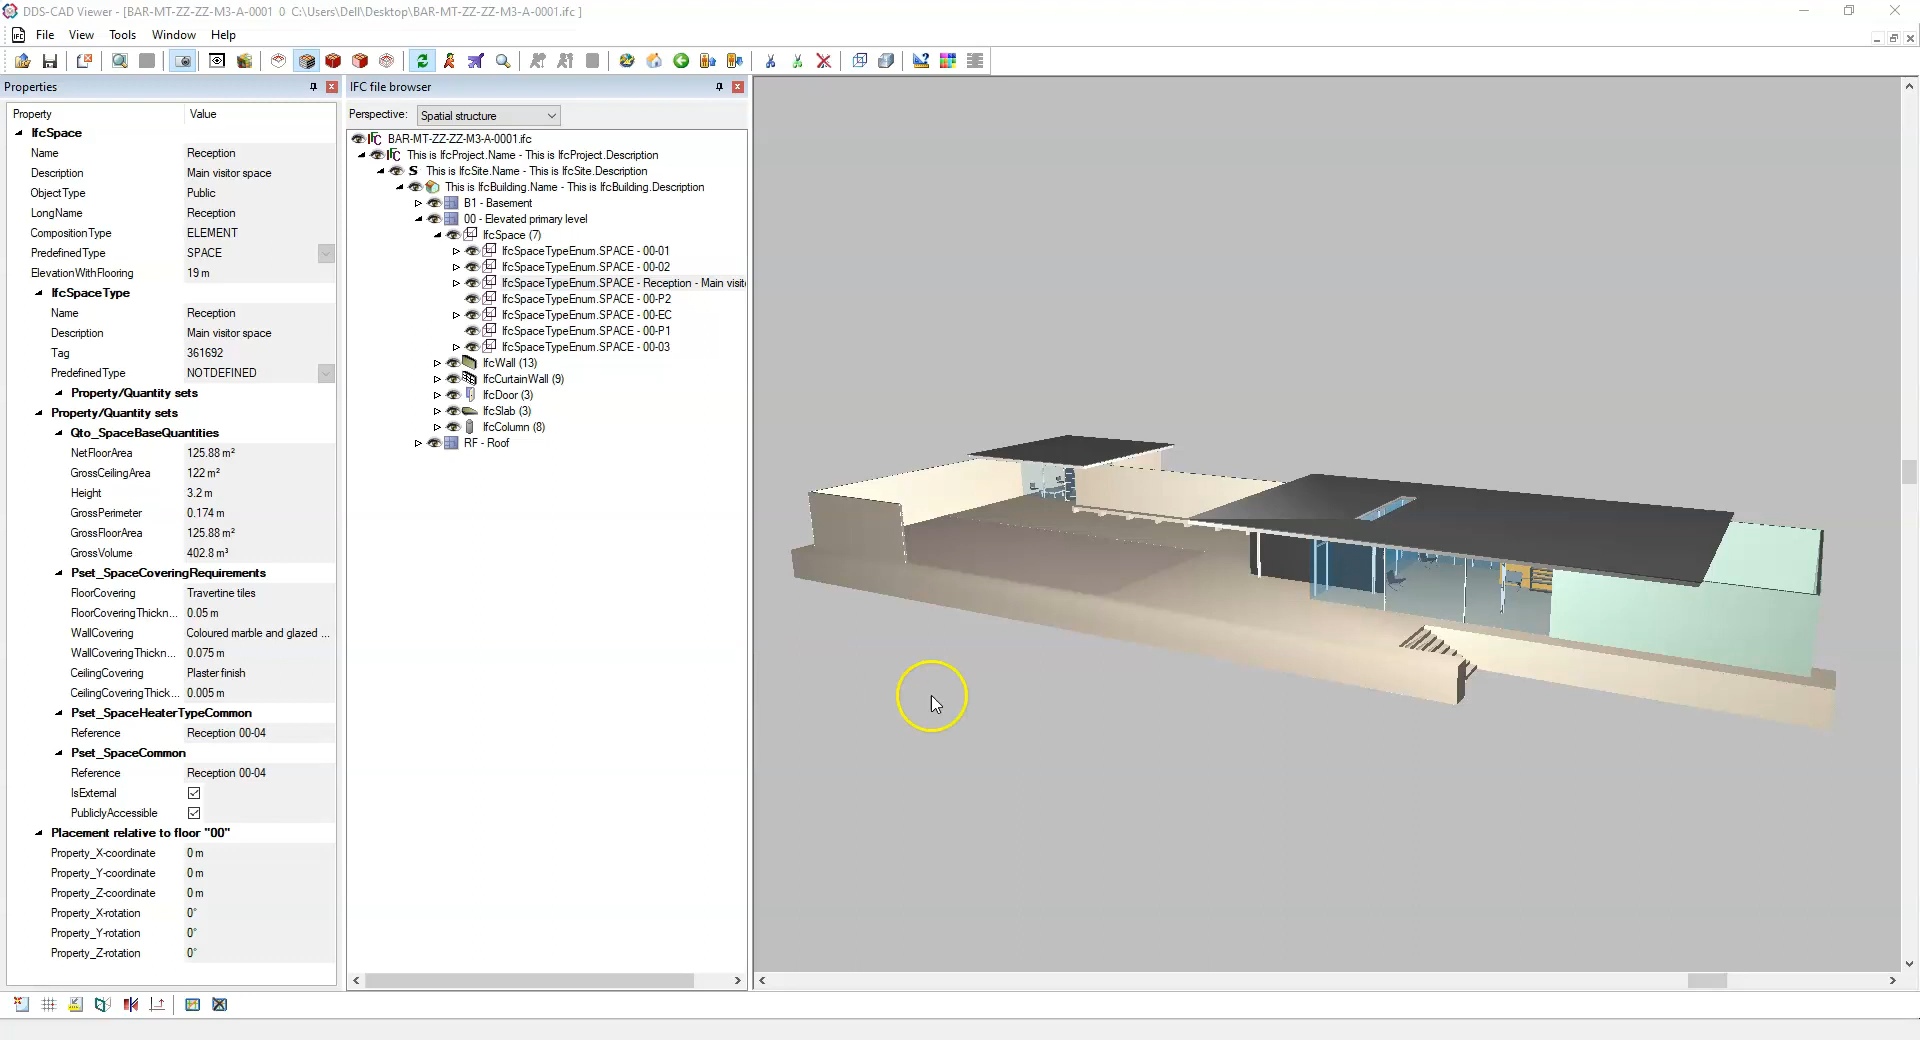 DDS-CAD Viewer - [BAR-MT-ZZ-ZZ-M3-A-0001 0 C:\Users\Dell\Desktop\BAR-MT-ZZ-ZZ-M3-A-0001.ifc ]
IFC File View Tools Window Help
Properties
Property Value
IfcSpace
Name Reception
Description Main visitor space
ObjectType Public
LongName Reception
CompositionType ELEMENT
PredefinedType SPACE
ElevationWithFlooring 19 m
IfcSpaceType
Name Reception
Description Main visitor space
Tag 361692
PredefinedType NOTDEFINED
Property/Quantity sets
Property/Quantity sets
Qto_SpaceBaseQuantities
NetFloorArea 125.88 m²
GrossCeilingArea 122 m²
Height 3.2 m
GrossPerimeter 0.174 m
GrossFloorArea 125.88 m²
GrossVolume 402.8 m³
Pset_SpaceCoveringRequirements
FloorCovering Travertine tiles
FloorCoveringThickn... 0.05 m
WallCovering Coloured marble and glazed ...
WallCoveringThickn... 0.075 m
CeilingCovering Plaster finish
CeilingCoveringThick... 0.005 m
Pset_SpaceHeaterTypeCommon
Reference Reception 00-04
Pset_SpaceCommon
Reference Reception 00-04
IsExternal
PubliclyAccessible
Placement relative to floor "00"
Property_X-coordinate 0 m
Property_Y-coordinate 0 m
Property_Z-coordinate 0 m
Property_X-rotation 0°
Property_Y-rotation 0°
Property_Z-rotation 0°
IFC file browser
Perspective: Spatial structure
IFC BAR-MT-ZZ-ZZ-M3-A-0001.ifc
IFC This is IfcProject.Name - This is IfcProject.Description
S This is IfcSite.Name - This is IfcSite.Description
This is IfcBuilding.Name - This is IfcBuilding.Description
B1 - Basement
00 - Elevated primary level
IfcSpace (7)
IfcSpaceTypeEnum.SPACE - 00-01
IfcSpaceTypeEnum.SPACE - 00-02
IfcSpaceTypeEnum.SPACE - Reception - Main visit
IfcSpaceTypeEnum.SPACE - 00-P2
IfcSpaceTypeEnum.SPACE - 00-EC
IfcSpaceTypeEnum.SPACE - 00-P1
IfcSpaceTypeEnum.SPACE - 00-03
IfcWall (13)
IfcCurtainWall (9)
IfcDoor (3)
IfcSlab (3)
IfcColumn (8)
RF - Roof